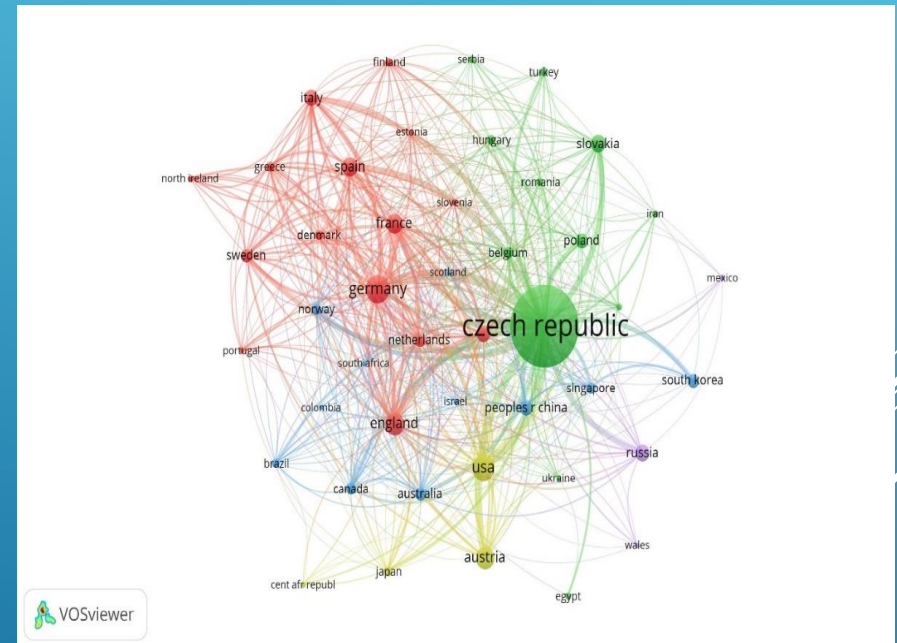 finland
serbia
turkey
italy
estonia
hungary
slovakia
greece
spain
north ireland
romania
slovenia
iran
france
denmark
poland
belgium
sweden
scotland
mexico
germany
norway
czech republic
netherlands
portugal
south africa
south korea
singapore
israel
colombia
peoples r china
england
russia
brazil
usa
ukraine
canada
australia
wales
austria
japan
cent afr republ
egypt
VOSviewer